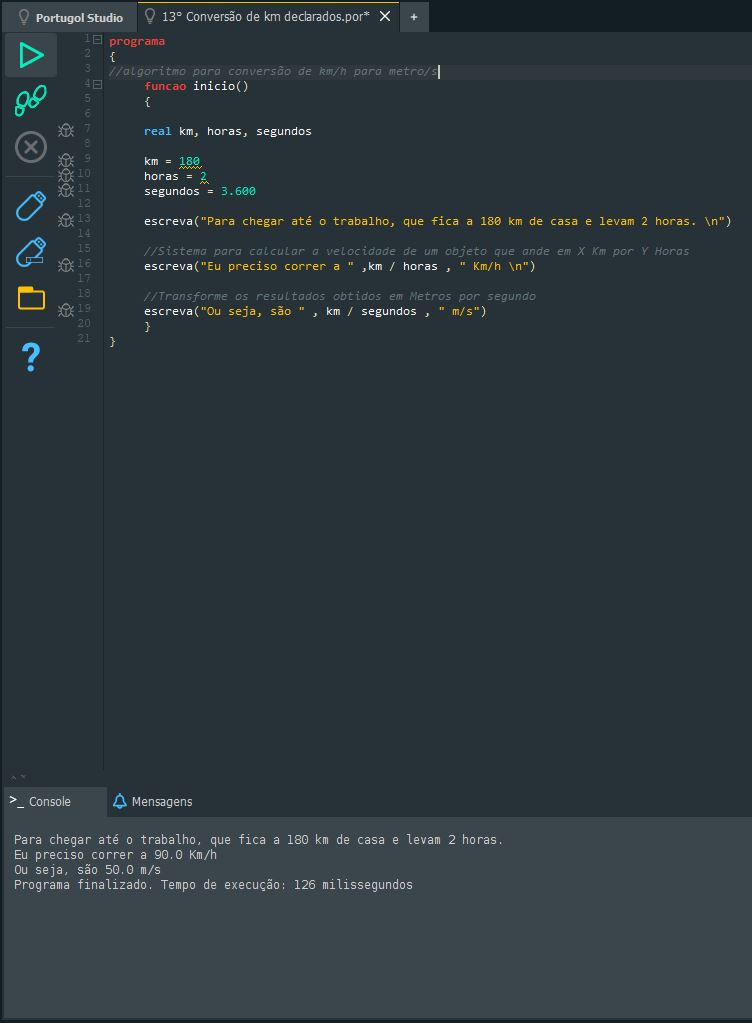 Portugol Studio
13° Conversão de km declarados.por*
+
1 programa
2 {
3 //algoritmo para conversão de km/h para metro/s
4 funcao inicio()
5 {
6
7 real km, horas, segundos
8
9 km = 180
10 horas = 2
11 segundos = 3.600
12
13 escreva("Para chegar até o trabalho, que fica a 180 km de casa e levam 2 horas. \n")
14
15 //Sistema para calcular a velocidade de um objeto que ande em X Km por Y Horas
16 escreva("Eu preciso correr a " ,km / horas , " Km/h \n")
17
18 //Transforme os resultados obtidos em Metros por segundo
19 escreva("Ou seja, são " , km / segundos , " m/s")
20 }
21 }
?
>_ Console
Mensagens
Para chegar até o trabalho, que fica a 180 km de casa e levam 2 horas.
Eu preciso correr a 90.0 Km/h
Ou seja, são 50.0 m/s
Programa finalizado. Tempo de execução: 126 milissegundos